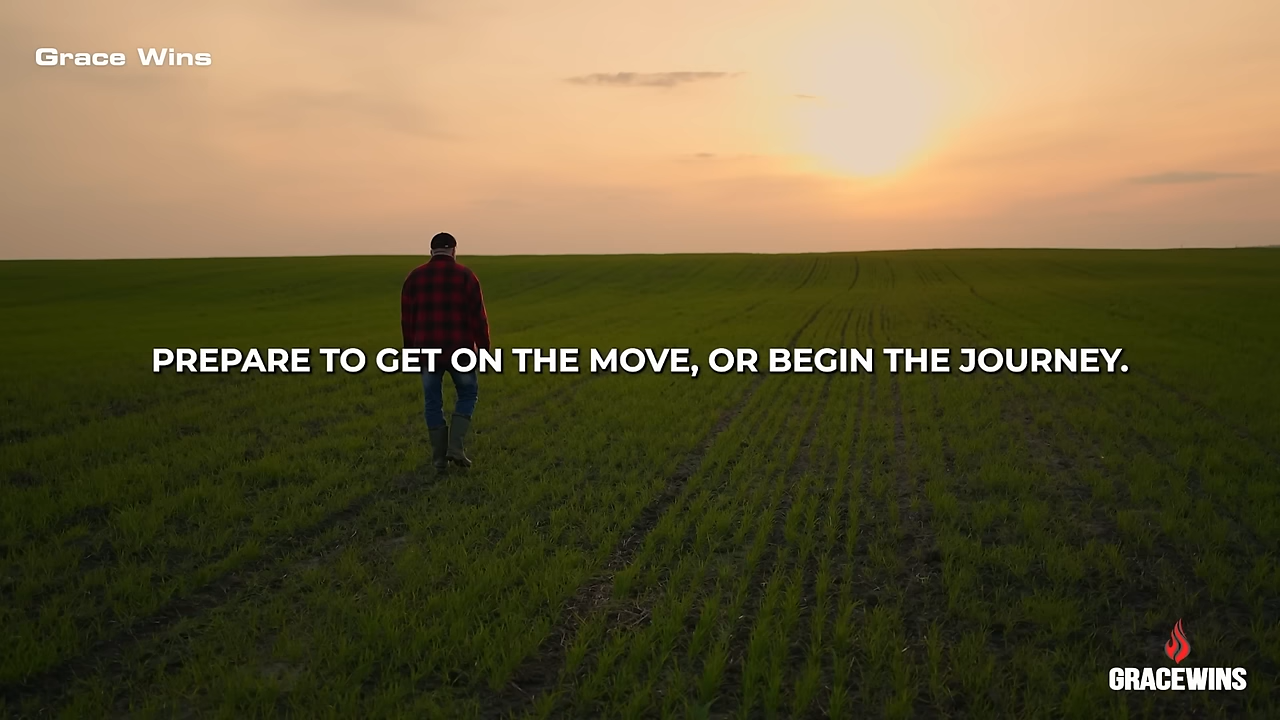 Grace Wins
PREPARE TO GET ON THE MOVE, OR BEGIN THE JOURNEY.
GRACEWINS